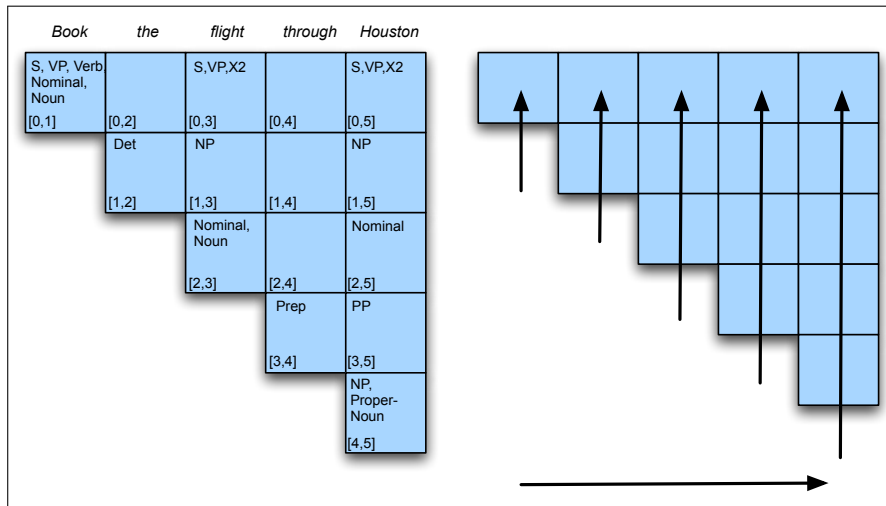 Book the flight through Houston
S, VP, Verb, S,VP,X2 S,VP,X2
Nominal,
Noun
[0,1] [0,2] [0,3] [0,4] [0,5]
Det NP NP
[1,2] [1,3] [1,4] [1,5]
Nominal, Nominal
Noun
[2,3] [2,4] [2,5]
Prep PP
[3,4] [3,5]
NP,
Proper-
Noun
[4,5]